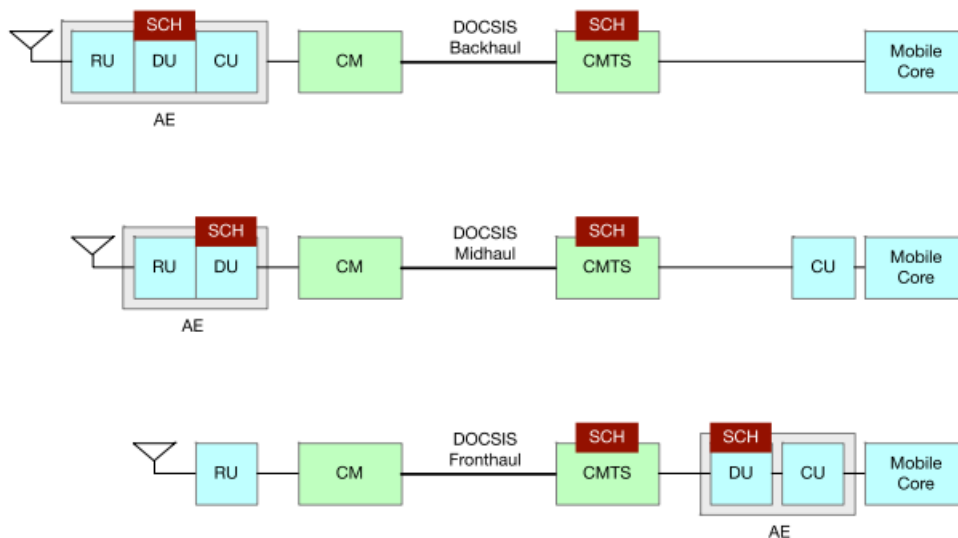 SCH
DOCSIS
Backhaul
SCH
RU DU CU CM CMTS Mobile
Core
AE
SCH
DOCSIS
Midhaul
SCH
RU DU CM CMTS CU Mobile
Core
AE
DOCSIS
Fronthaul
SCH
SCH
RU CM CMTS DU CU Mobile
Core
AE